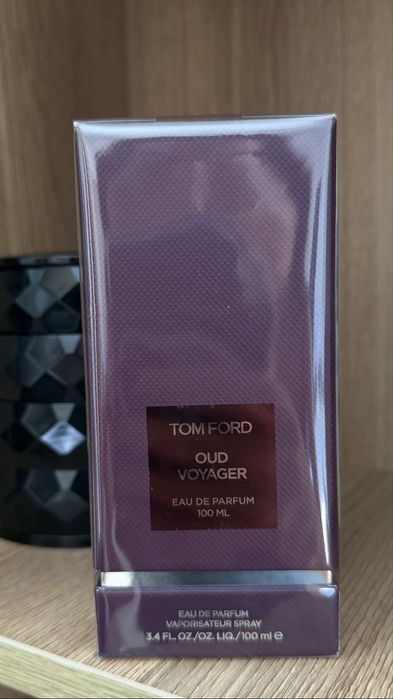 TOM FORD
OUD
VOYAGER
EAU DE PARFUM
100 ML
EAU DE PARFUM
VAPORISATEUR SPRAY
3.4 FL.OZ./OZ. LIQ./100 ml ℮